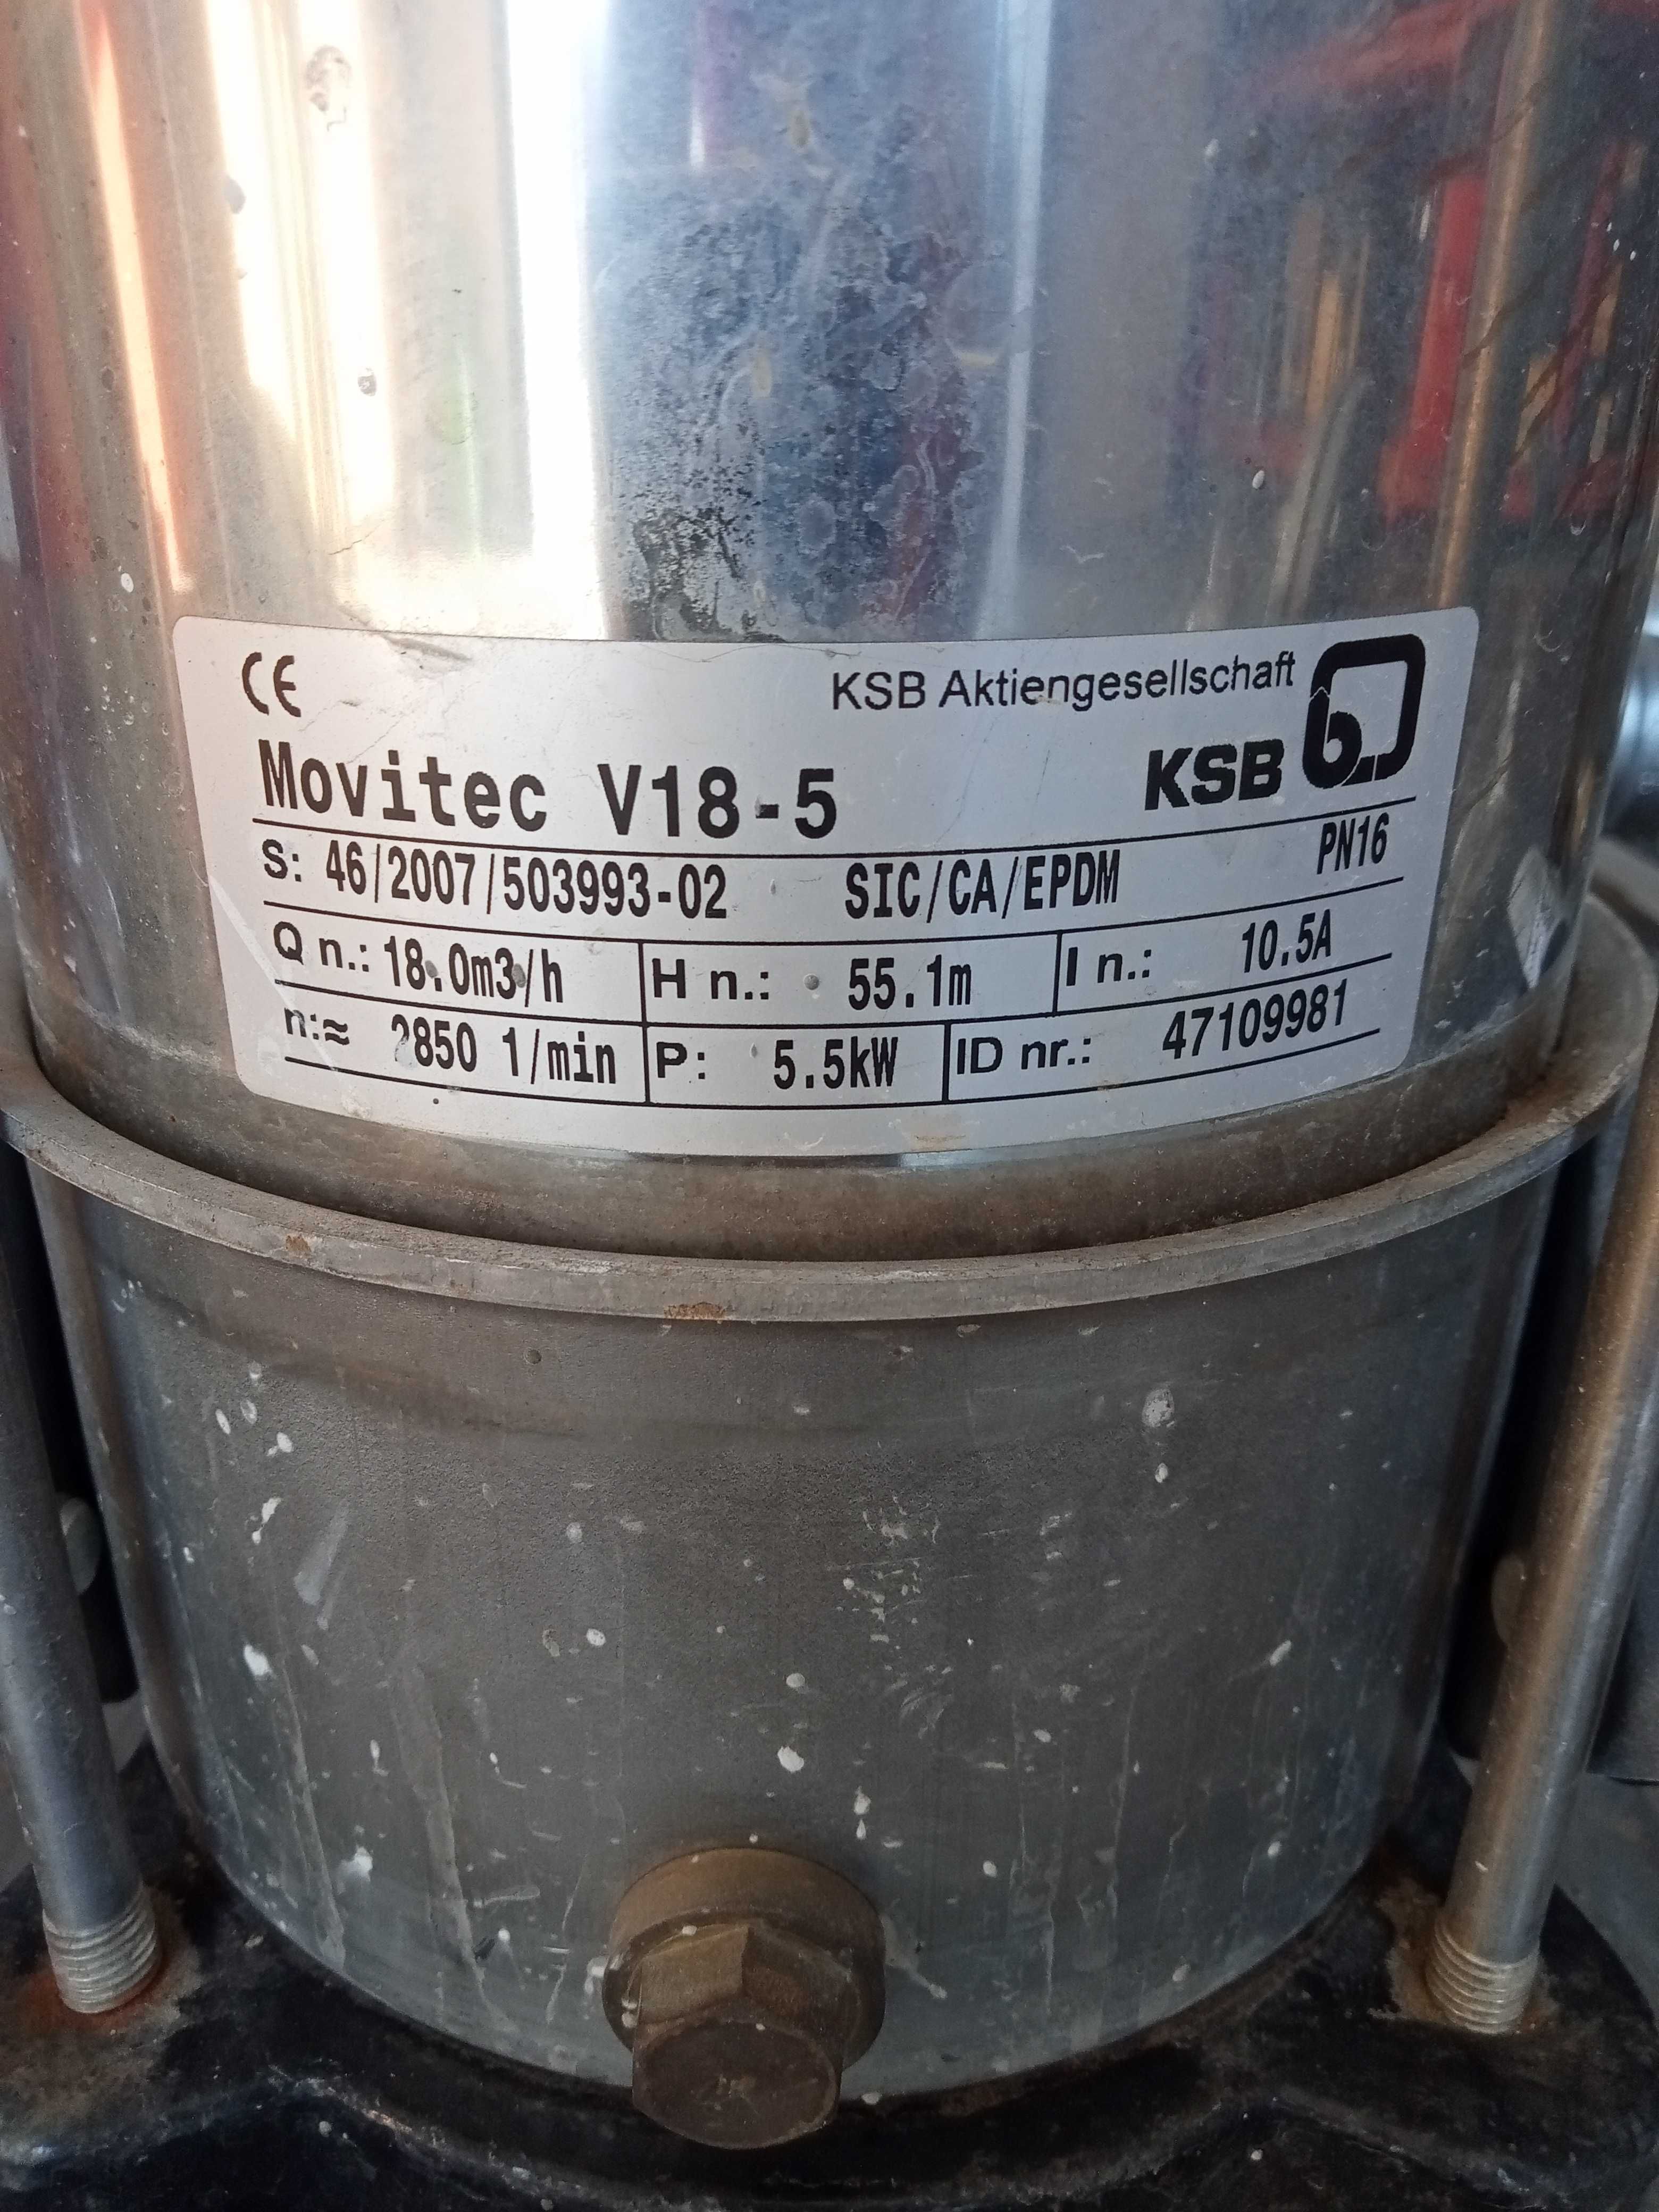 CE
KSB Aktiengesellschaft
Movitec V18-5
KSB
S: 46/2007/503993-02 SIC/CA/EPDM PN16
Q n.: 18.0m3/h H n.: 55.1m I n.: 10.5A
n:≈ 2850 1/min P: 5.5kW ID nr.: 47109981